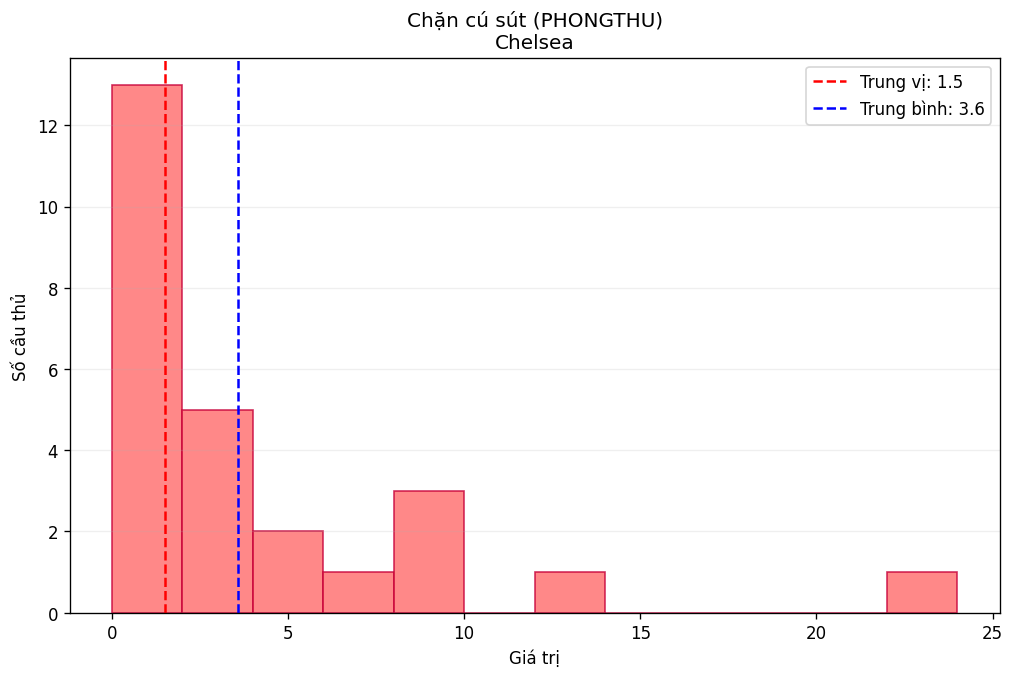 Chặn cú sút (PHONGTHU)
Chelsea
Trung vị: 1.5
Trung bình: 3.6
Số cầu thủ
12
10
8
6
4
2
0
0 5 10 15 20 25
Giá trị